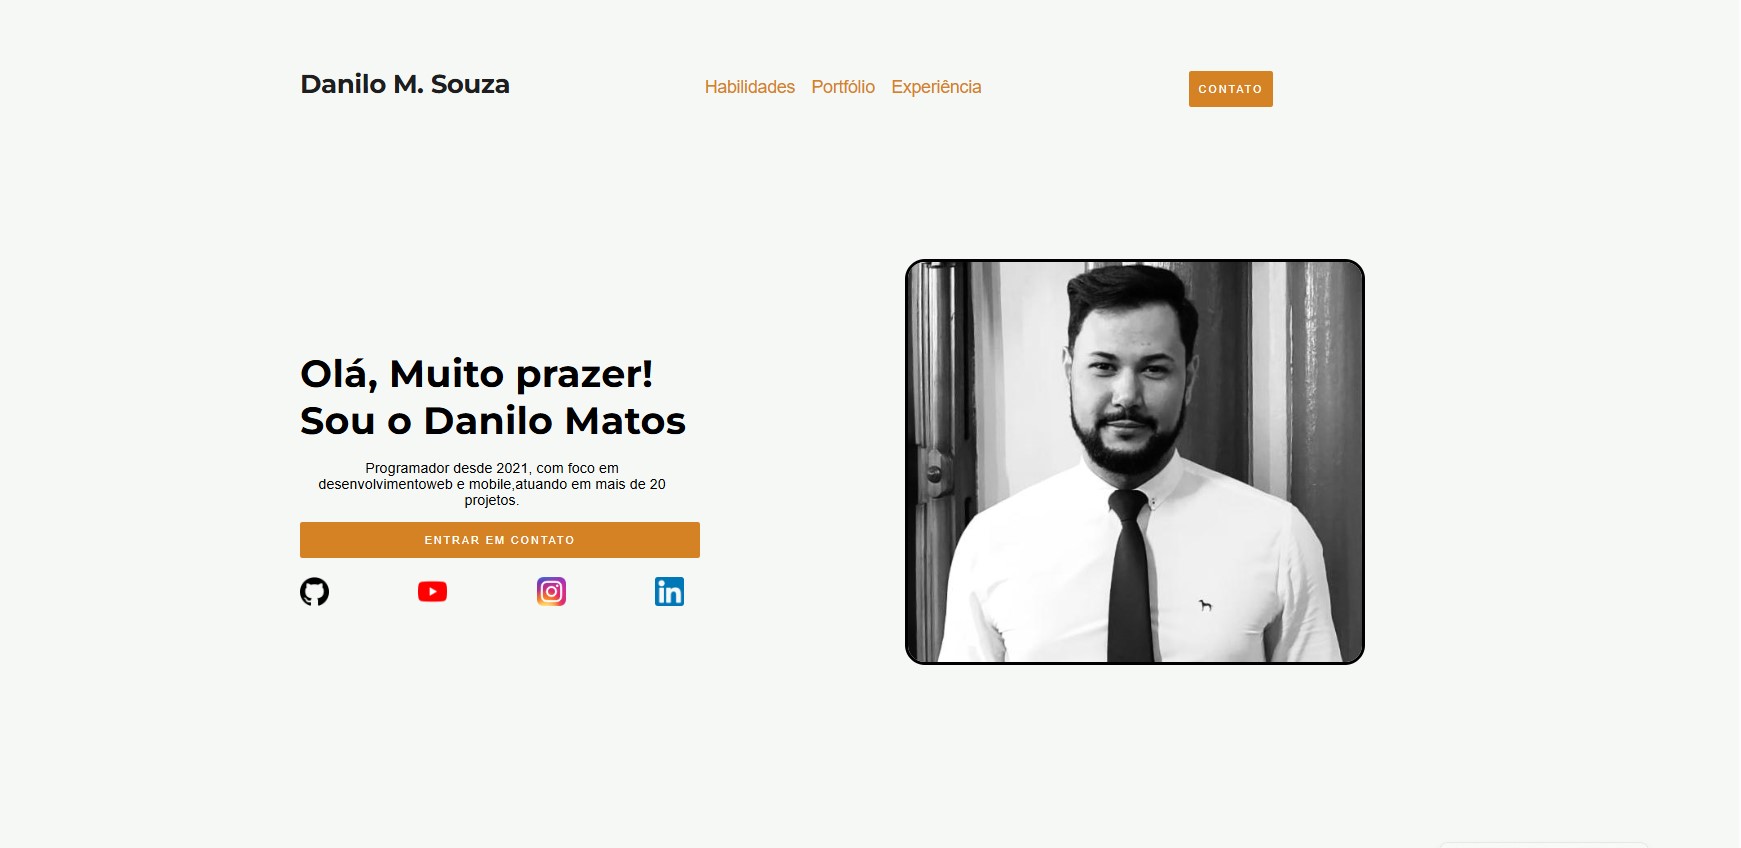 Danilo M. Souza
Habilidades Portfólio Experiência
CONTATO
Olá, Muito prazer!
Sou o Danilo Matos
Programador desde 2021, com foco em
desenvolvimentoweb e mobile,atuando em mais de 20
projetos.
ENTRAR EM CONTATO
in